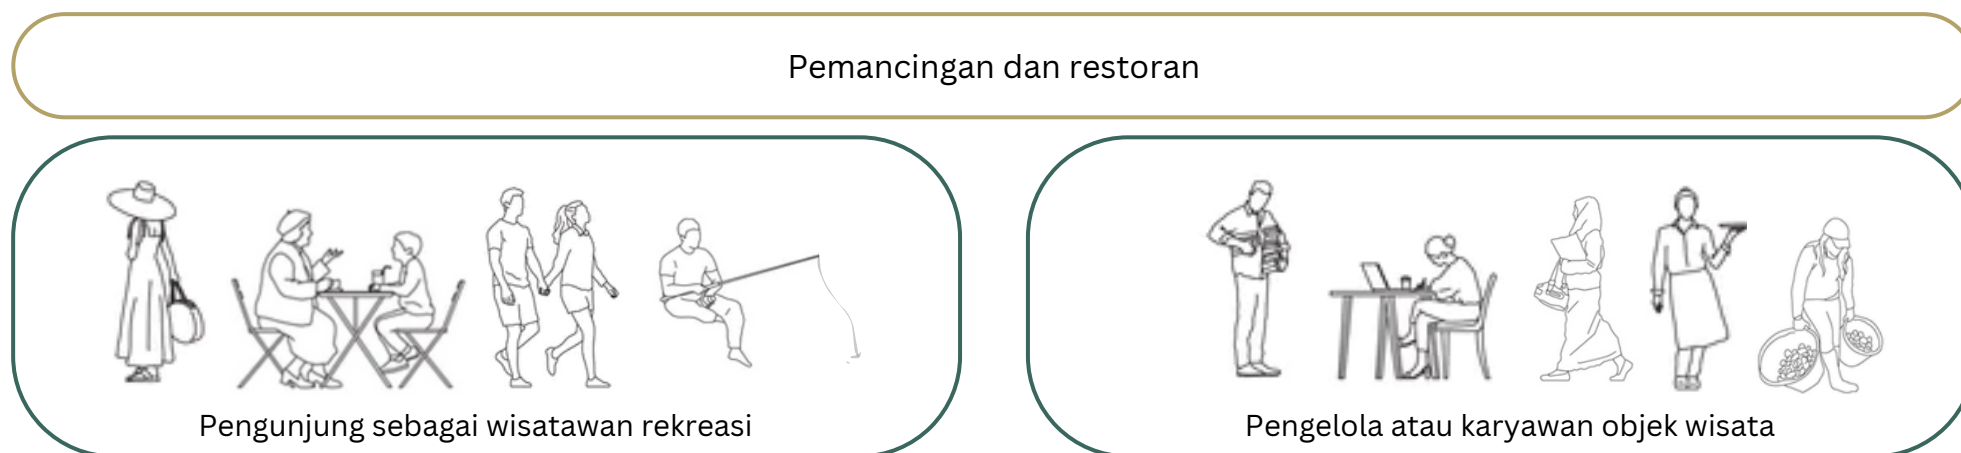 Pemancingan dan restoran
Pengunjung sebagai wisatawan rekreasi
Pengelola atau karyawan objek wisata